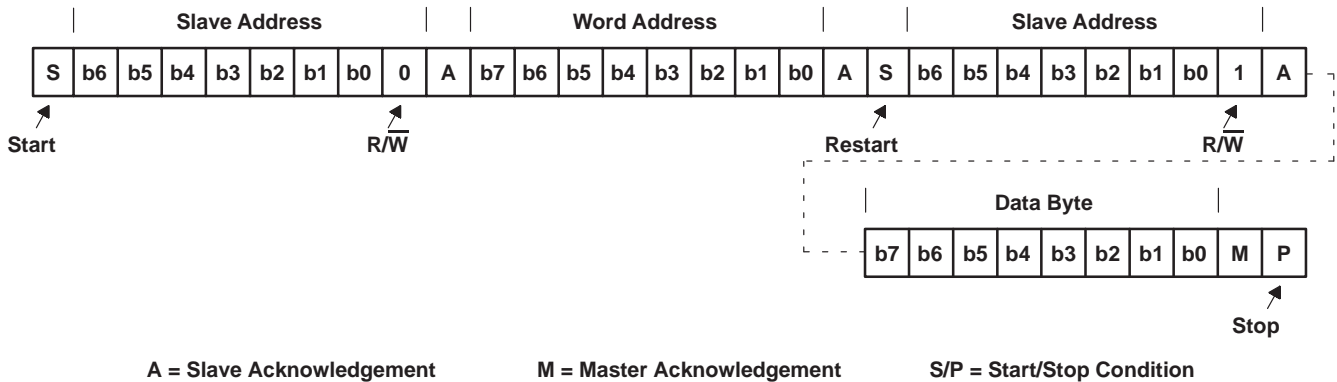 Slave Address Word Address Slave Address
S b6 b5 b4 b3 b2 b1 b0 0 A b7 b6 b5 b4 b3 b2 b1 b0 A S b6 b5 b4 b3 b2 b1 b0 1 A
Start R/W̅ Restart R/W̅
Data Byte
b7 b6 b5 b4 b3 b2 b1 b0 M P
Stop
A = Slave Acknowledgement M = Master Acknowledgement S/P = Start/Stop Condition